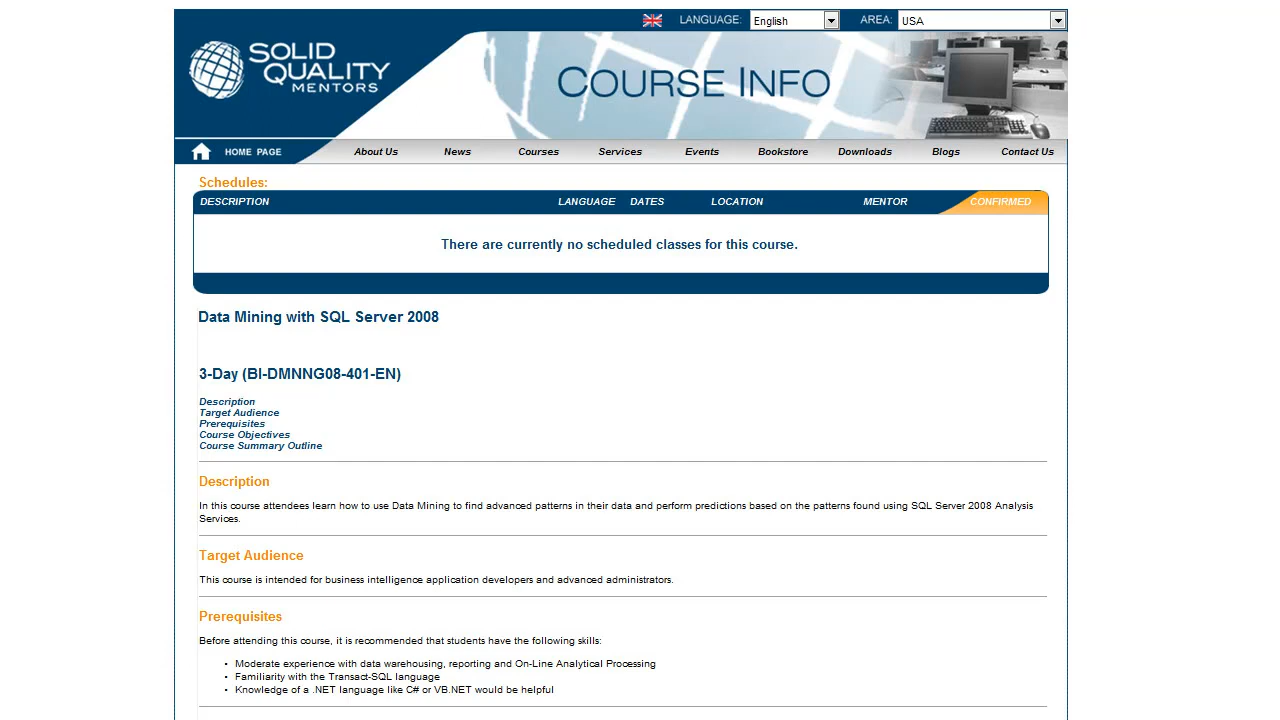 LANGUAGE: English AREA: USA
SOLID
QUALITY
MENTORS
COURSE INFO
HOME PAGE About Us News Courses Services Events Bookstore Downloads Blogs Contact Us
Schedules:
DESCRIPTION LANGUAGE DATES LOCATION MENTOR CONFIRMED
There are currently no scheduled classes for this course.
Data Mining with SQL Server 2008
3-Day (BI-DMNNG08-401-EN)
Description
Target Audience
Prerequisites
Course Objectives
Course Summary Outline
Description
In this course attendees learn how to use Data Mining to find advanced patterns in their data and perform predictions based on the patterns found using SQL Server 2008 Analysis
Services.
Target Audience
This course is intended for business intelligence application developers and advanced administrators.
Prerequisites
Before attending this course, it is recommended that students have the following skills:
• Moderate experience with data warehousing, reporting and On-Line Analytical Processing
• Familiarity with the Transact-SQL language
• Knowledge of a .NET language like C# or VB.NET would be helpful